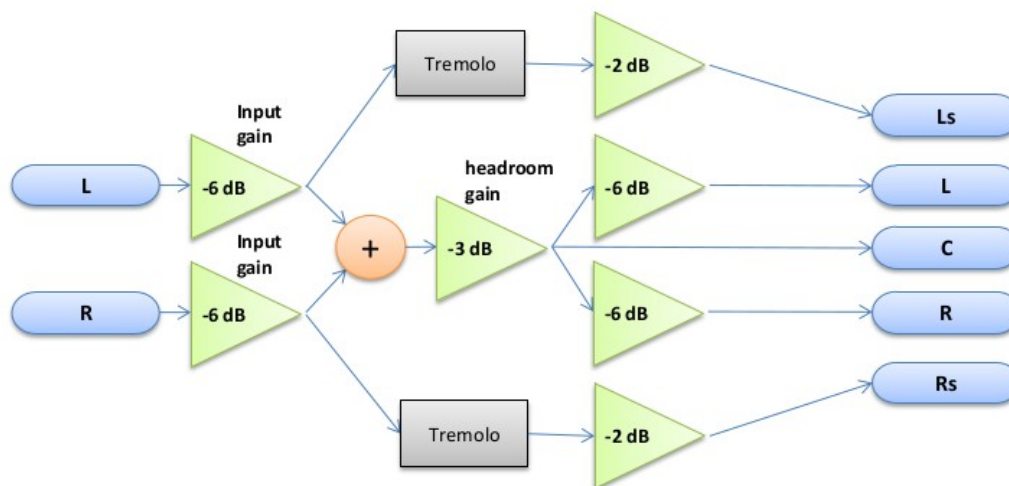 Tremolo
-2 dB
Ls
Input
gain
L
-6 dB
headroom
gain
-6 dB
L
+
-3 dB
C
Input
gain
R
-6 dB
-6 dB
R
Rs
Tremolo
-2 dB